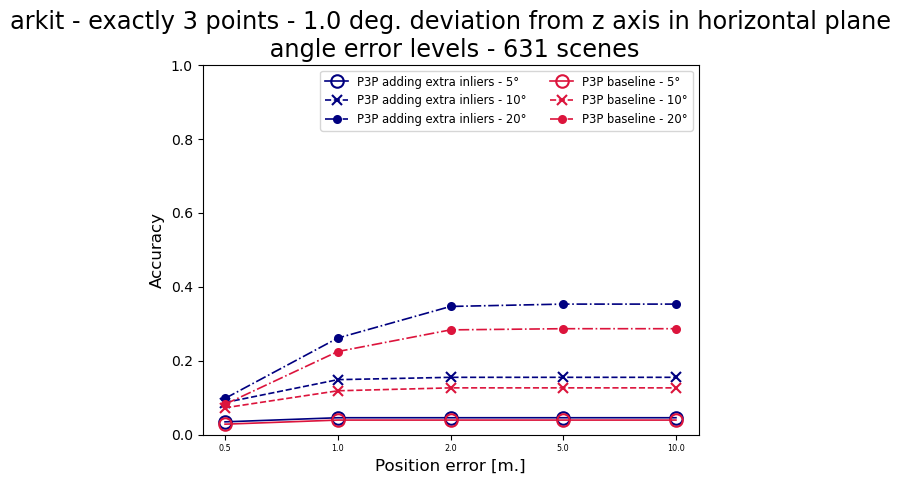 arkit - exactly 3 points - 1.0 deg. deviation from z axis in horizontal plane
angle error levels - 631 scenes
P3P adding extra inliers - 5°
P3P adding extra inliers - 10°
P3P adding extra inliers - 20°
P3P baseline - 5°
P3P baseline - 10°
P3P baseline - 20°
1.0
0.8
0.6
0.4
0.2
0.0
Accuracy
0.5 1.0 2.0 5.0 10.0
Position error [m.]